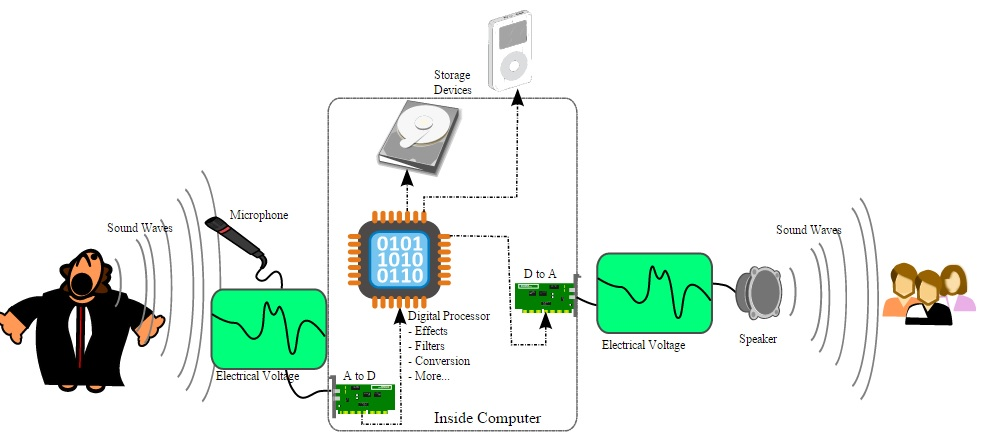 Storage
Devices
Sound Waves
Microphone
Electrical Voltage
A to D
0101
1010
0110
Digital Processor
- Effects
- Filters
- Conversion
- More...
Inside Computer
D to A
Electrical Voltage
Speaker
Sound Waves